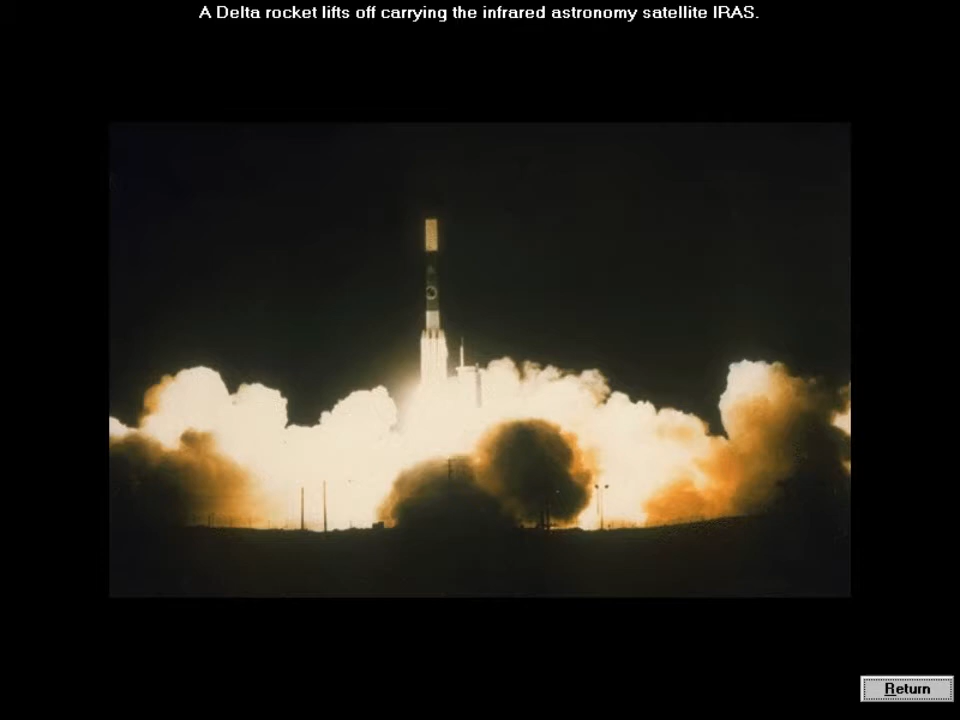 A Delta rocket lifts off carrying the infrared astronomy satellite IRAS.
Return